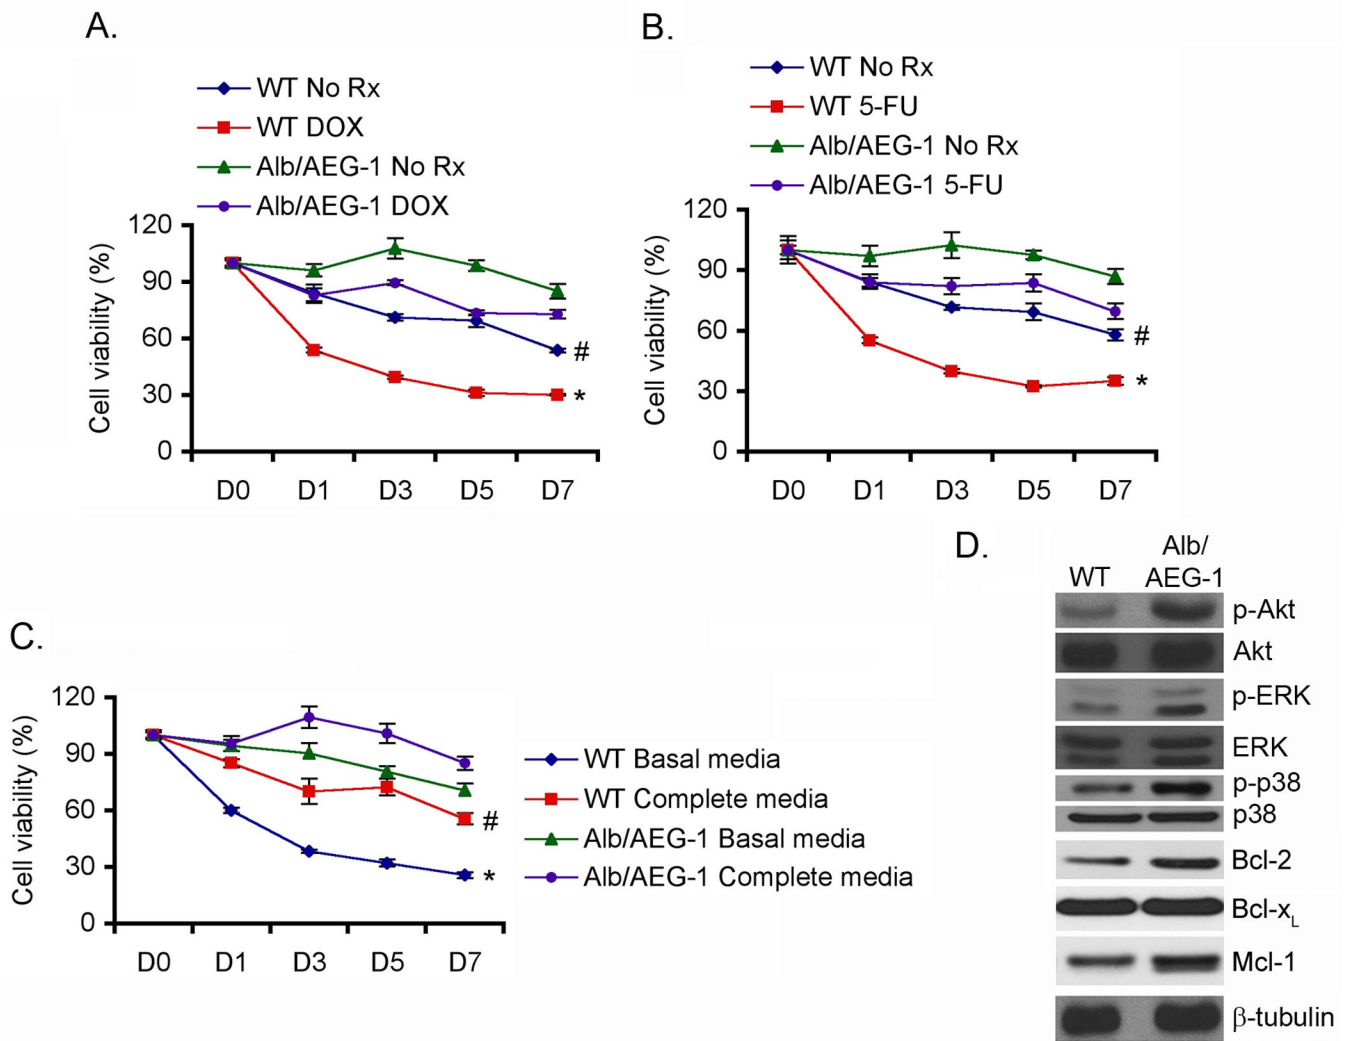 A.
WT No Rx
WT DOX
Alb/AEG-1 No Rx
Alb/AEG-1 DOX
Cell viability (%)
120
90
60
30
0
#
*
D0 D1 D3 D5 D7
B.
WT No Rx
WT 5-FU
Alb/AEG-1 No Rx
Alb/AEG-1 5-FU
Cell viability (%)
120
90
60
30
0
#
*
D0 D1 D3 D5 D7
C.
Cell viability (%)
120
90
60
30
0
#
*
D0 D1 D3 D5 D7
WT Basal media
WT Complete media
Alb/AEG-1 Basal media
Alb/AEG-1 Complete media
D.
WT
Alb/
AEG-1
p-Akt
Akt
p-ERK
ERK
p-p38
p38
Bcl-2
Bcl-xL
Mcl-1
β-tubulin